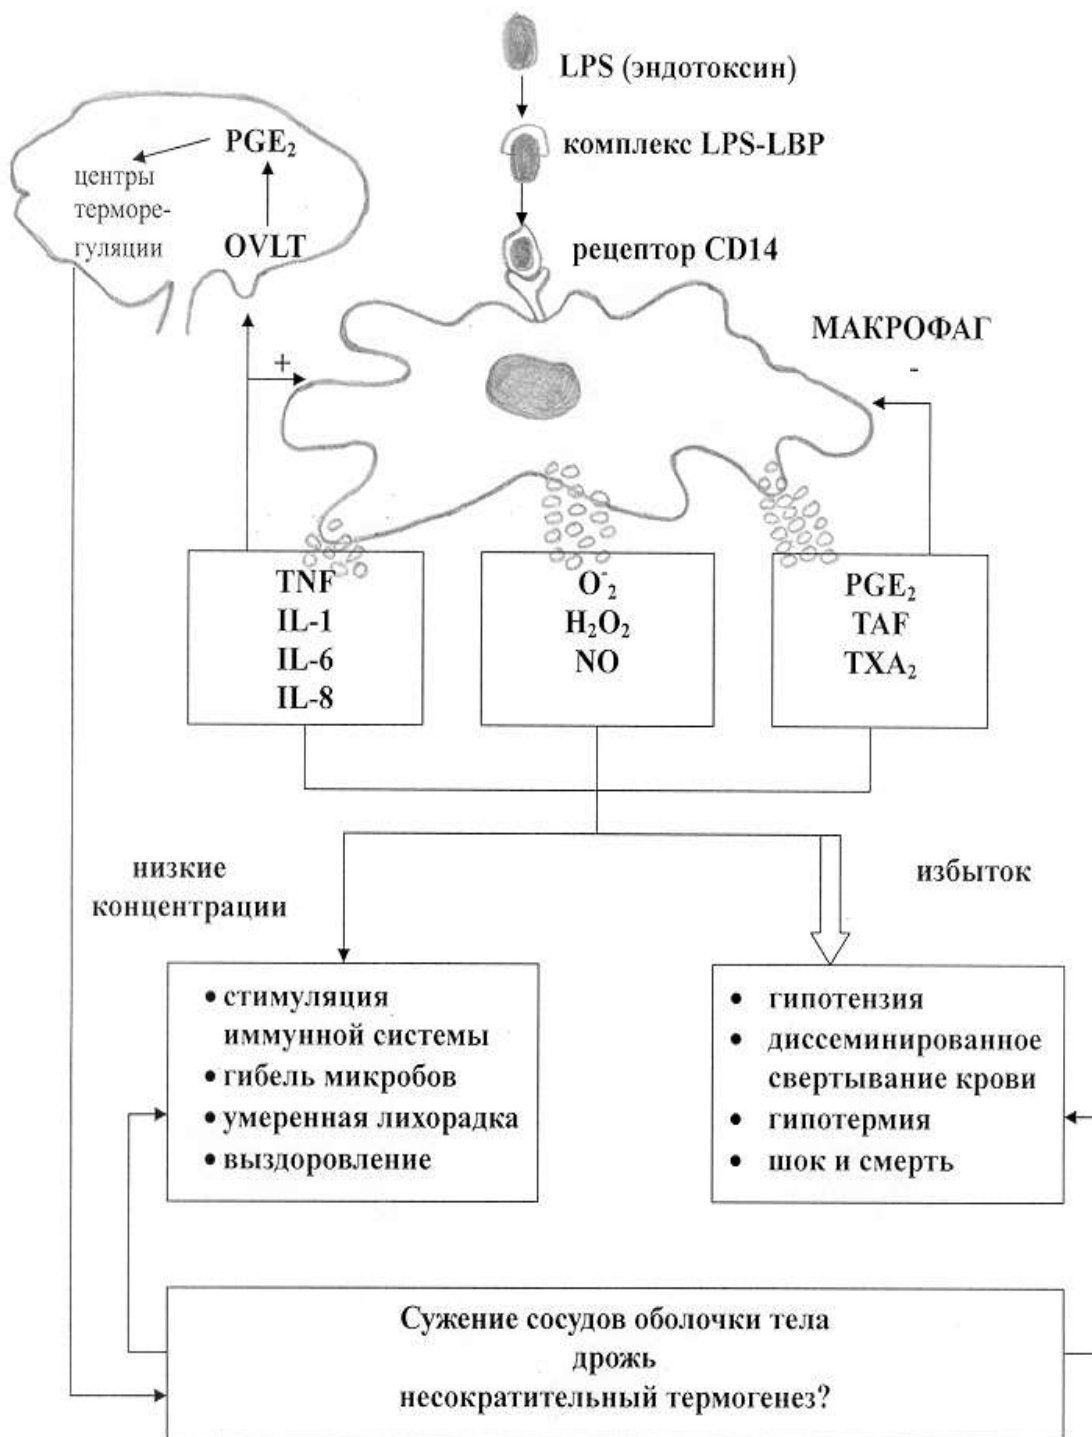 LPS (эндотоксин)
комплекс LPS-LBP
рецептор CD14
PGE₂
центры
терморе-
гуляции
OVLT
МАКРОФАГ
+
-
TNF
IL-1
IL-6
IL-8
O⁻₂
H₂O₂
NO
PGE₂
TAF
TXA₂
низкие
концентрации
избыток
• стимуляция
иммунной системы
• гибель микробов
• умеренная лихорадка
• выздоровление
• гипотензия
• диссеминированное
свертывание крови
• гипотермия
• шок и смерть
Сужение сосудов оболочки тела
дрожь
несократительный термогенез?